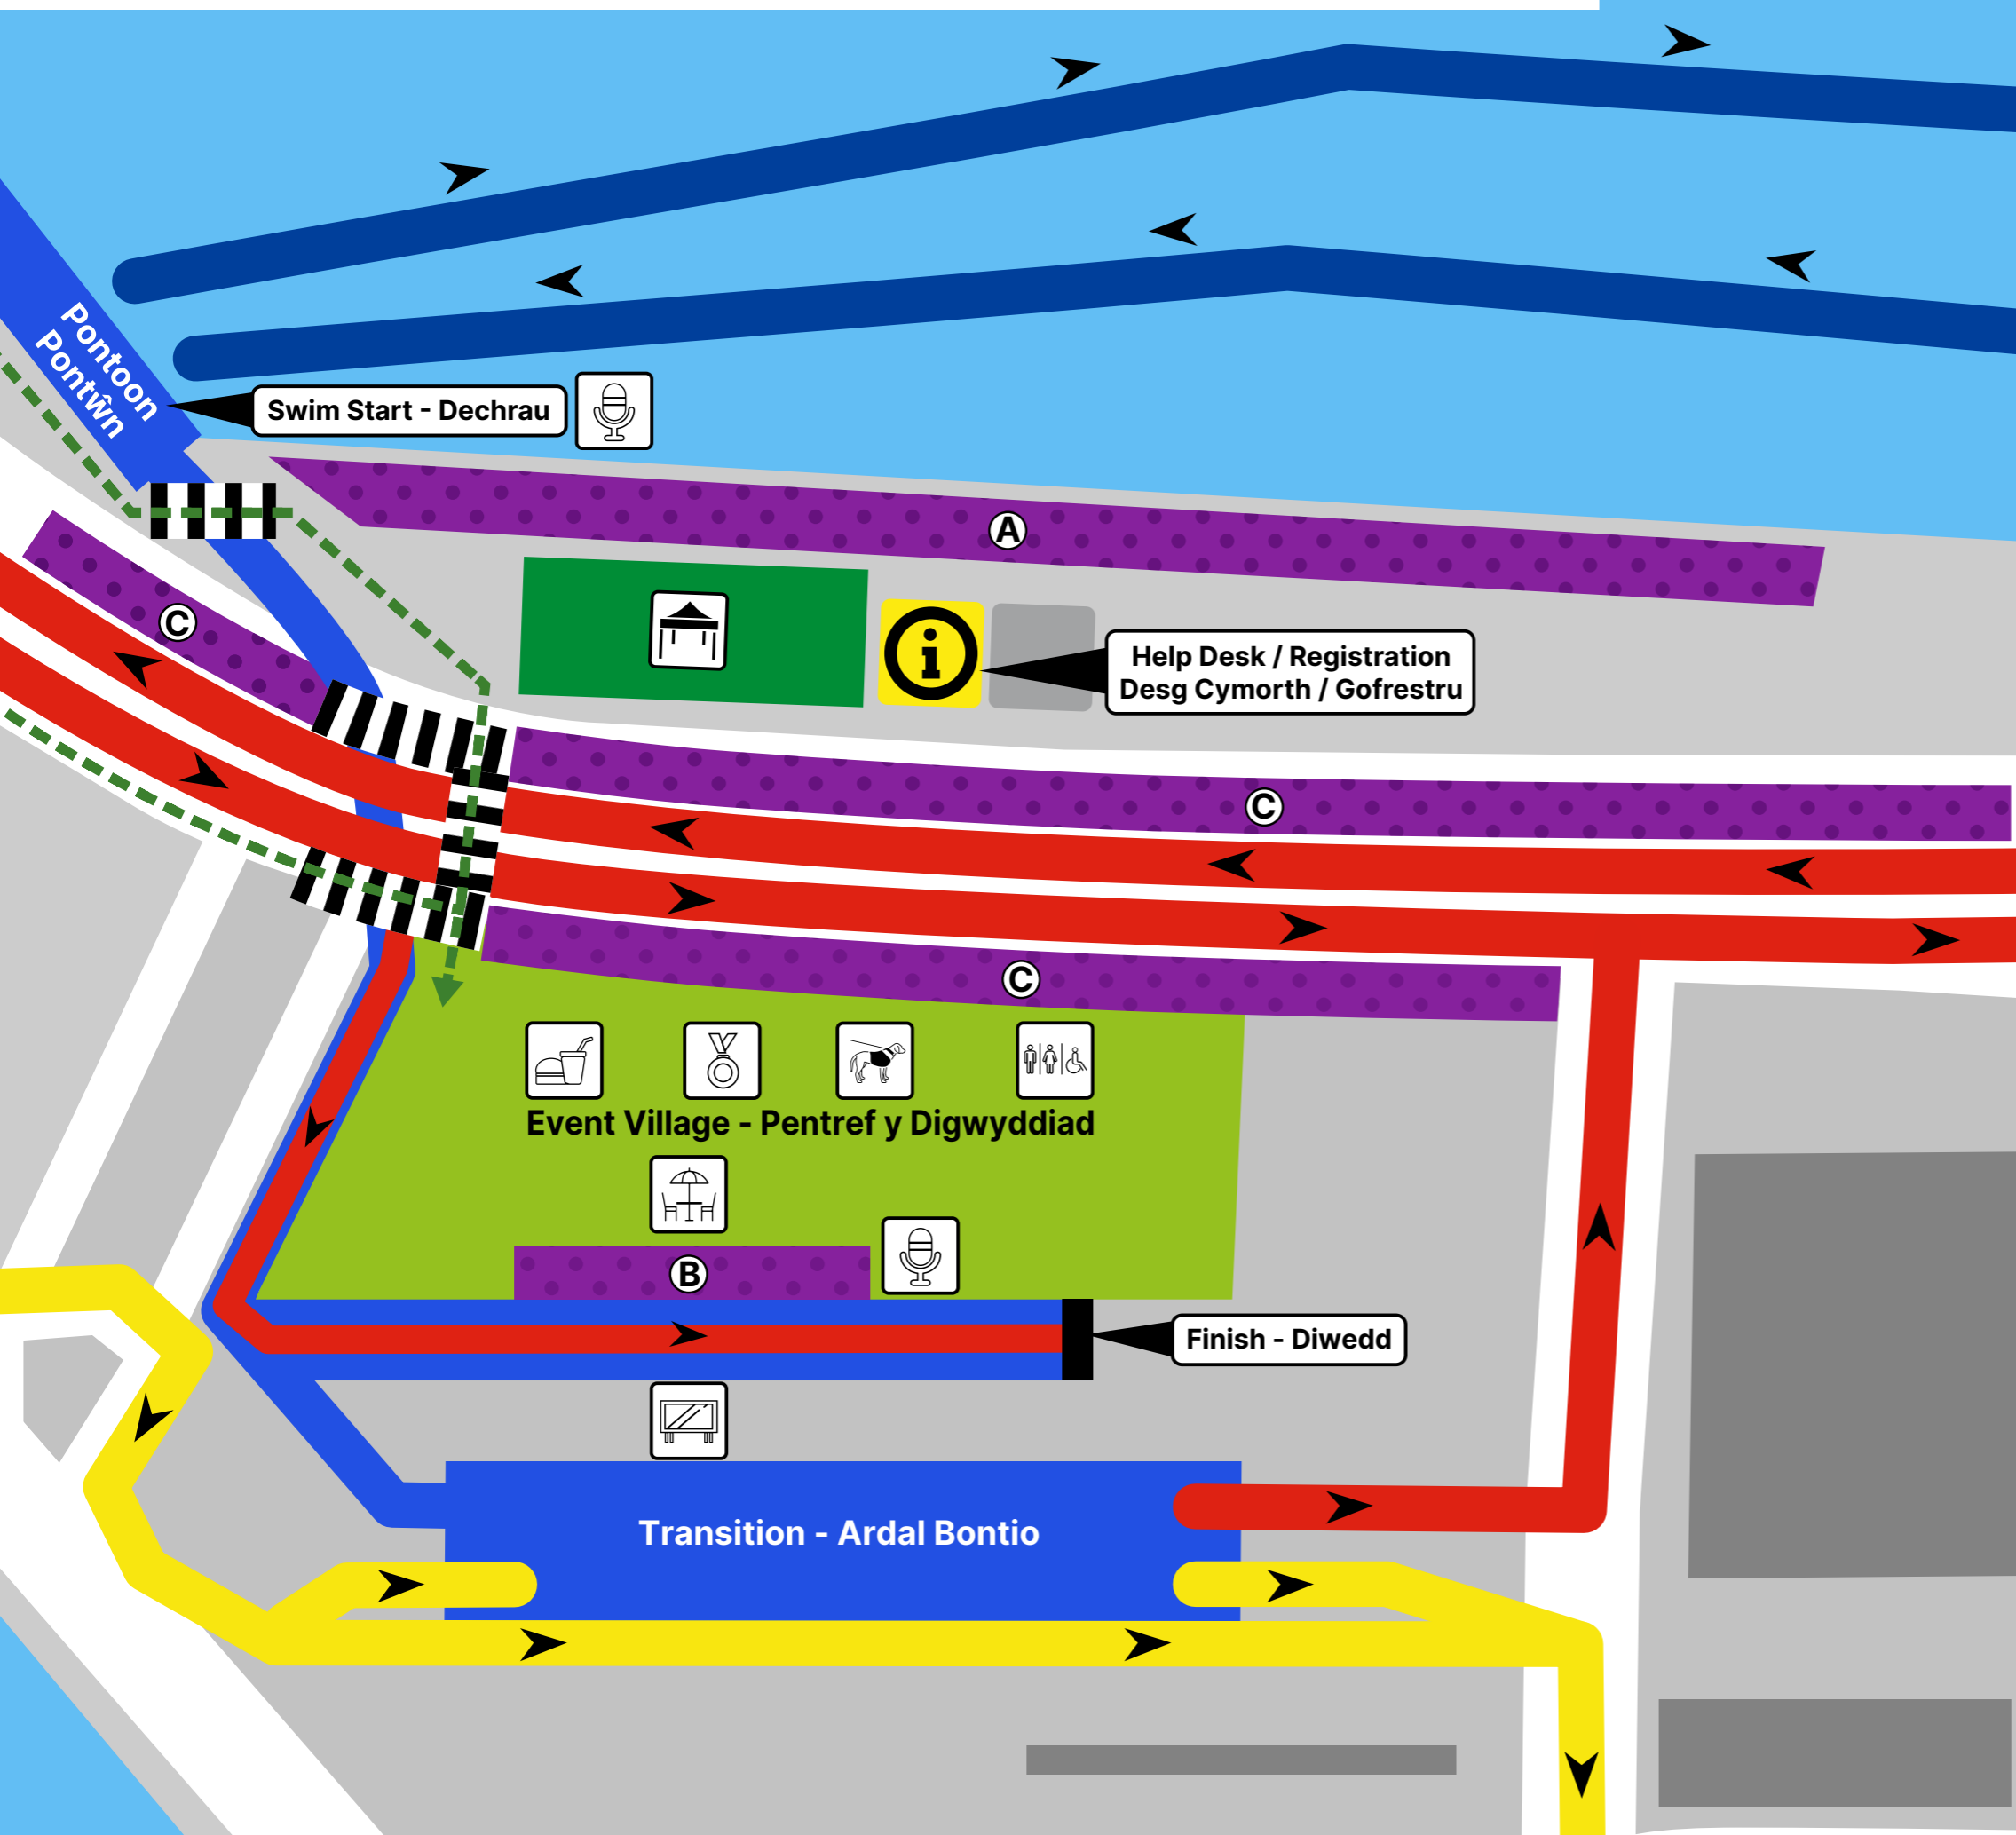 Pontoon
Pontŵn
Swim Start - Dechrau
A
C
Help Desk / Registration
Desg Cymorth / Gofrestru
C
C
Event Village - Pentref y Digwyddiad
B
Finish - Diwedd
Transition - Ardal Bontio